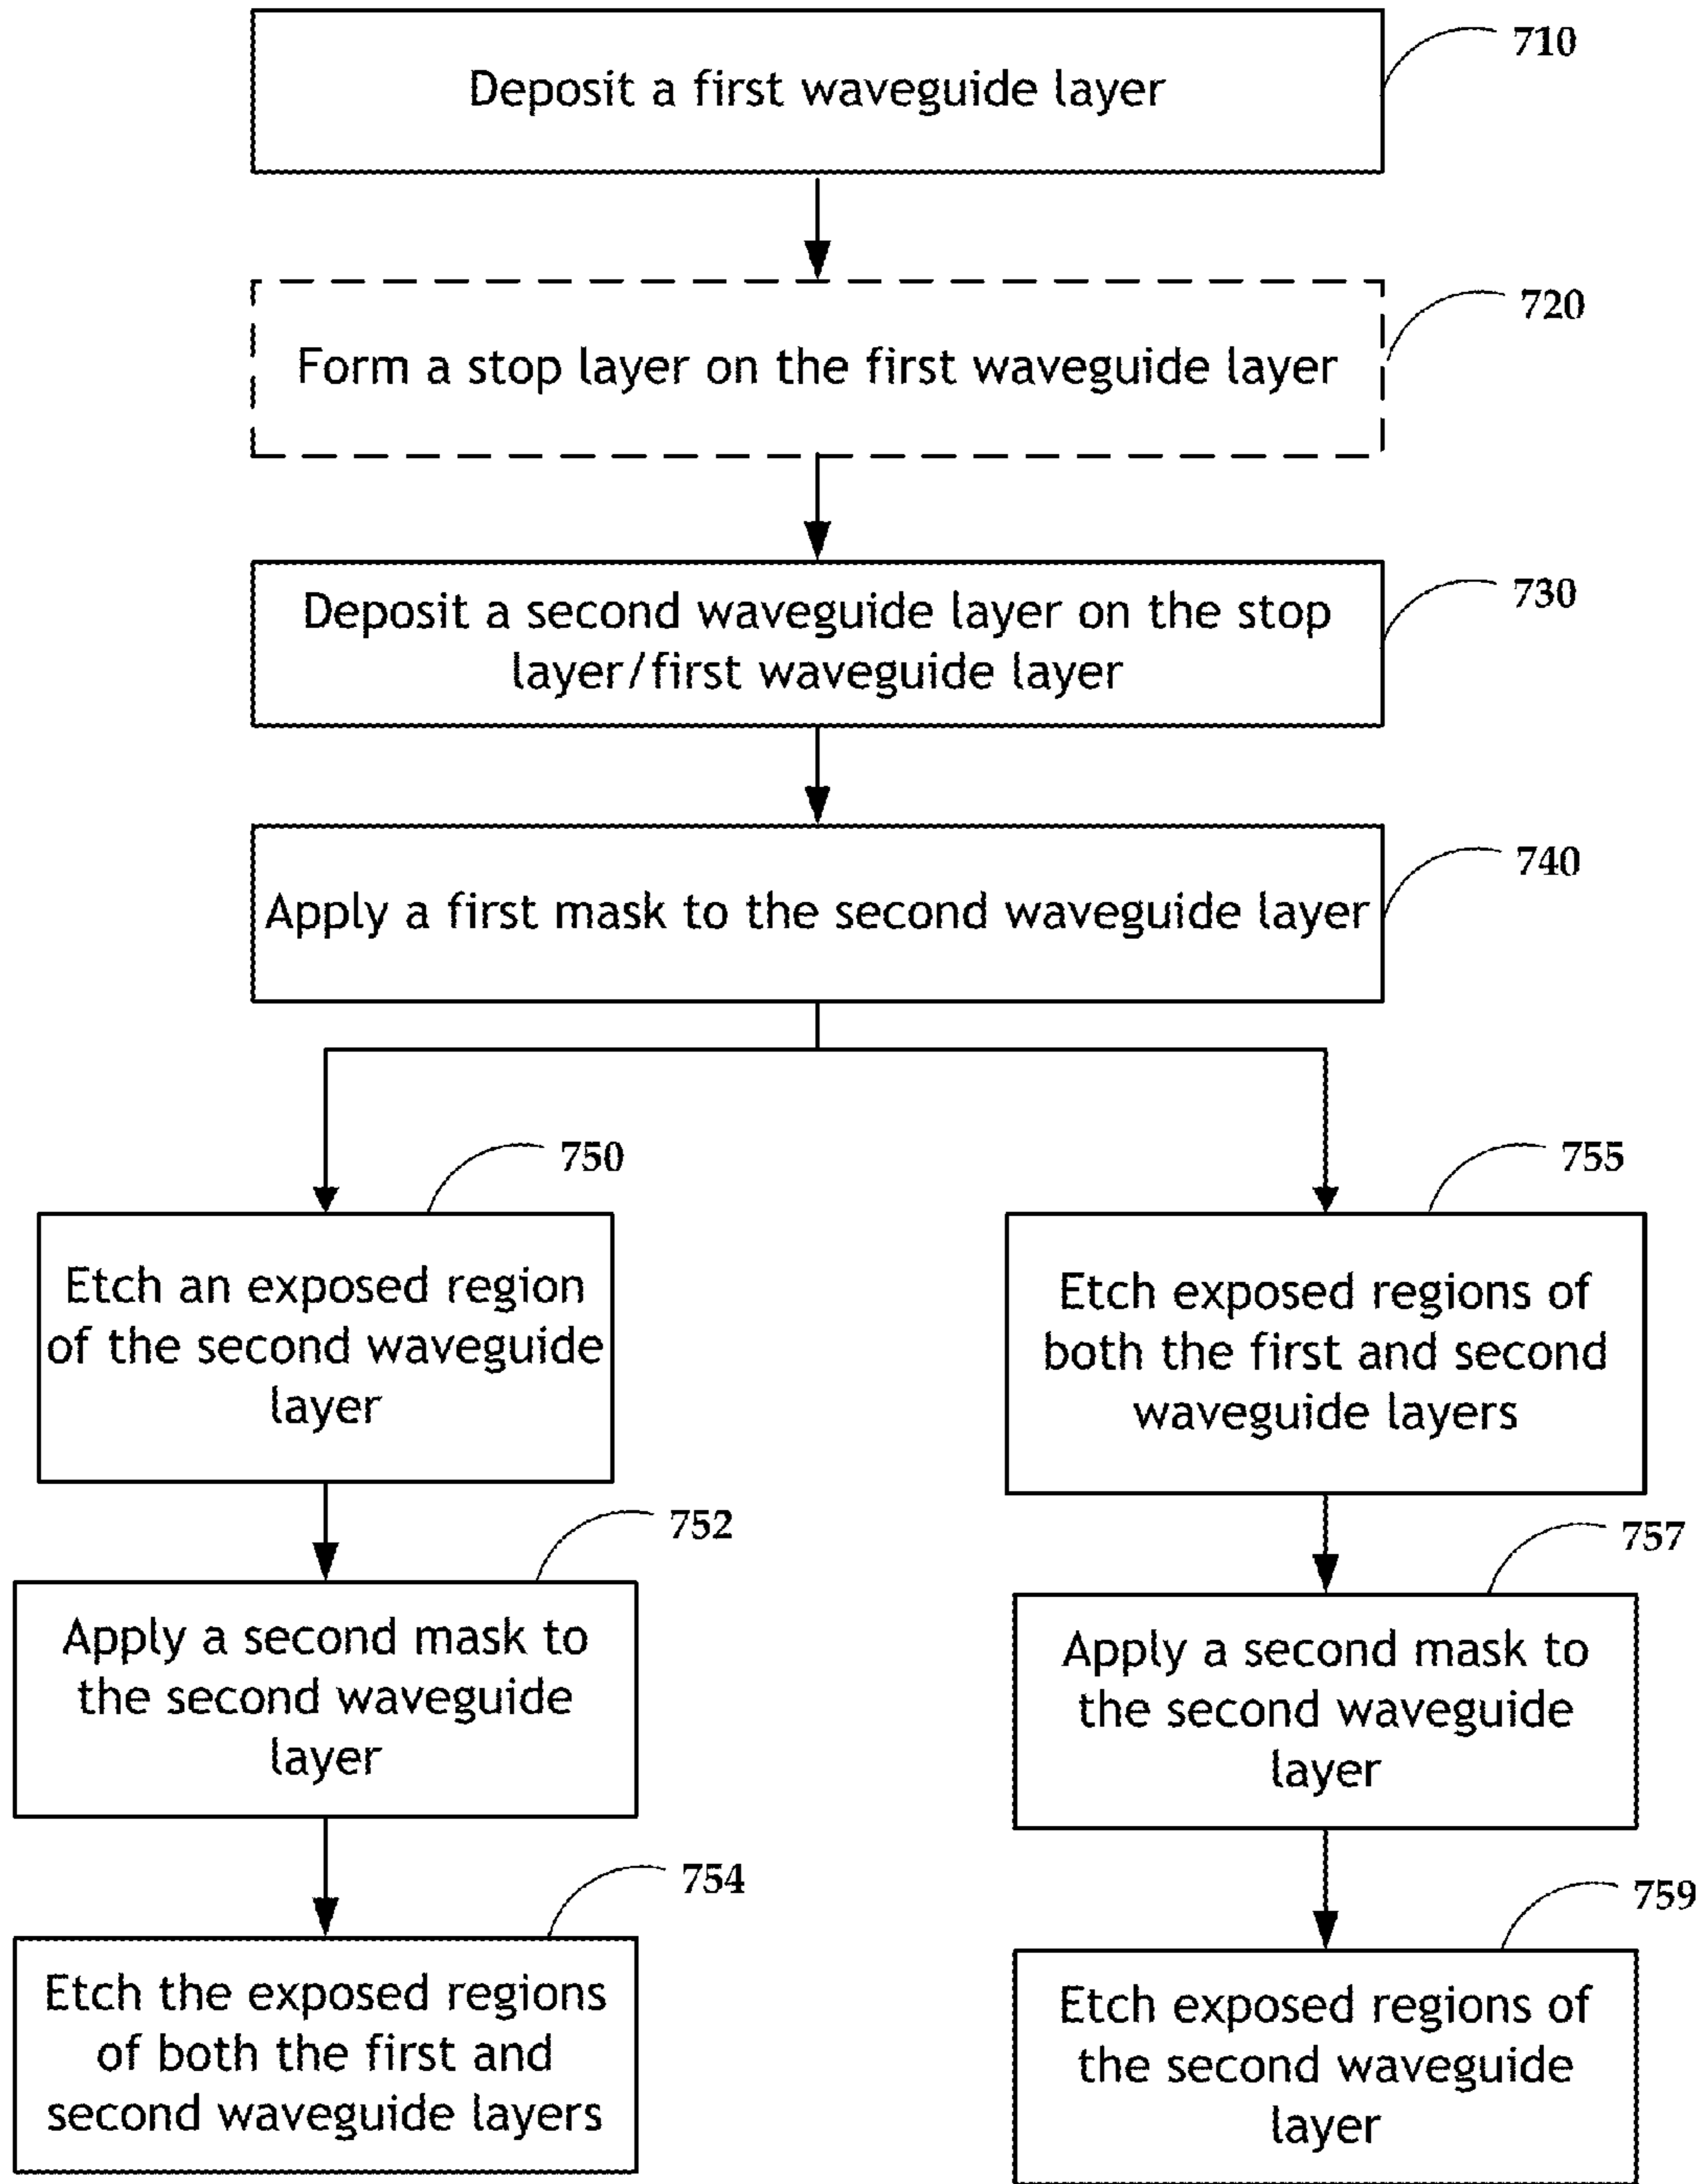 710
Deposit a first waveguide layer
720
Form a stop layer on the first waveguide layer
730
Deposit a second waveguide layer on the stop
layer/first waveguide layer
740
Apply a first mask to the second waveguide layer
750
Etch an exposed region
of the second waveguide
layer
752
Apply a second mask to
the second waveguide
layer
754
Etch the exposed regions
of both the first and
second waveguide layers
755
Etch exposed regions of
both the first and second
waveguide layers
757
Apply a second mask to
the second waveguide
layer
759
Etch exposed regions of
the second waveguide
layer